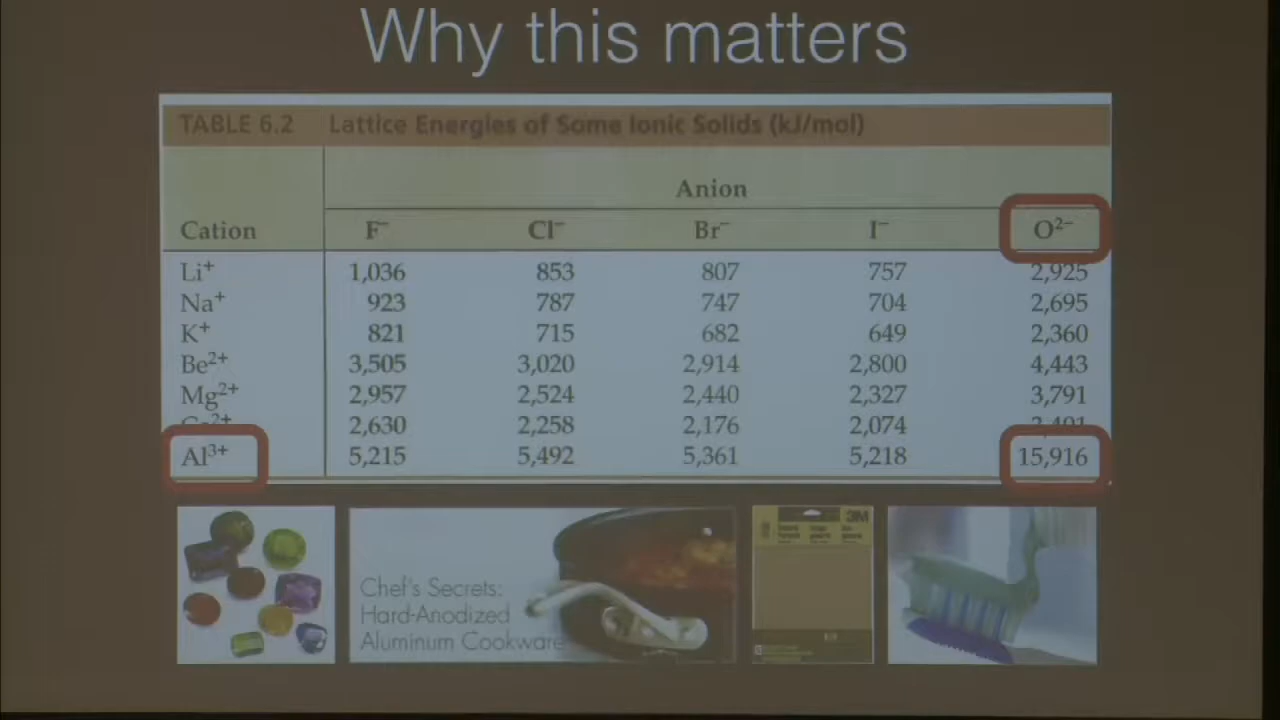 Why this matters
TABLE 6.2 Lattice Energies of Some Ionic Solids (kJ/mol)
Anion
Cation F⁻ Cl⁻ Br⁻ I⁻ O²⁻
Li⁺ 1,036 853 807 757 2,925
Na⁺ 923 787 747 704 2,695
K⁺ 821 715 682 649 2,360
Be²⁺ 3,505 3,020 2,914 2,800 4,443
Mg²⁺ 2,957 2,524 2,440 2,327 3,791
2,630 2,258 2,176 2,074
Al³⁺ 5,215 5,492 5,361 5,218 15,916
Chef's Secrets:
Hard-Anodized
Aluminum Cookware
3M